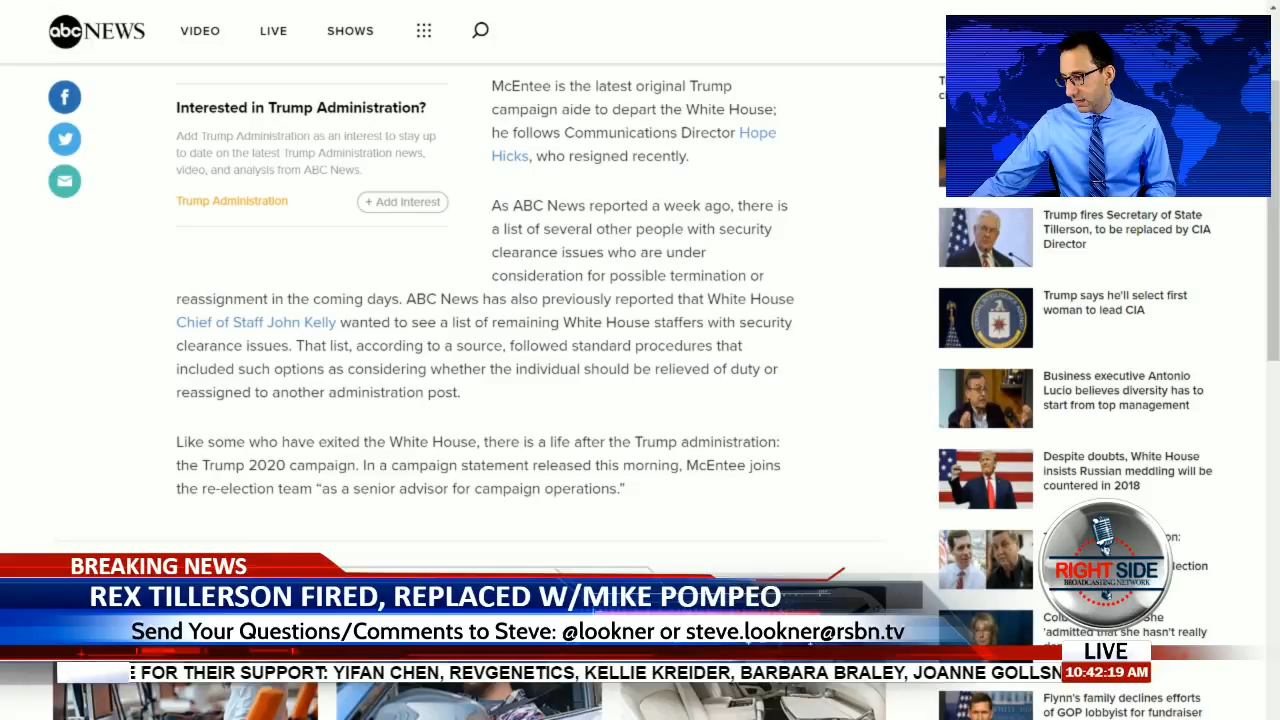 abc NEWS
VIDEO
LIVE
SHOWS
Interested in Trump Administration?
Add Trump Administration as an interest to stay up
to date on the latest Trump Administration news,
video, and analysis from ABC News.
Trump Administration
+ Add Interest
McEntee is the latest original Trump
campaign aide to depart the White House;
he follows Communications Director Hope
Hicks, who resigned recently.
As ABC News reported a week ago, there is
a list of several other people with security
clearance issues who are under
consideration for possible termination or
reassignment in the coming days. ABC News has also previously reported that White House
Chief of Staff John Kelly wanted to see a list of remaining White House staffers with security
clearance issues. The list, according to a source, followed standard procedures that
included such options as considering whether the individual should be relieved of duty or
reassigned to another administration post.
Like some who have exited the White House, there is a life after the Trump administration:
the Trump 2020 campaign. In a campaign statement released this morning, McEntee joins
the re-election team “as a senior advisor for campaign operations.”
Trump fires Secretary of State
Tillerson, to be replaced by CIA
Director
Trump says he'll select first
woman to lead CIA
Business executive Antonio
Lucio believes diversity has to
start from top management
Despite doubts, White House
insists Russian meddling will be
countered in 2018
'admitted that she hasn't really
Flynn's family declines efforts
of GOP lobbyist for fundraiser
RIGHT SIDE
BROADCASTING NETWORK
BREAKING NEWS
REX TILLERSON FIRED, REPLACED W/MIKE POMPEO
Send Your Questions/Comments to Steve: @lookner or steve.lookner@rsbn.tv
LIVE
10:42:19 AM
FOR THEIR SUPPORT: YIFAN CHEN, REVGENETICS, KELLIE KREIDER, BARBARA BRALEY, JOANNE GOLLSN